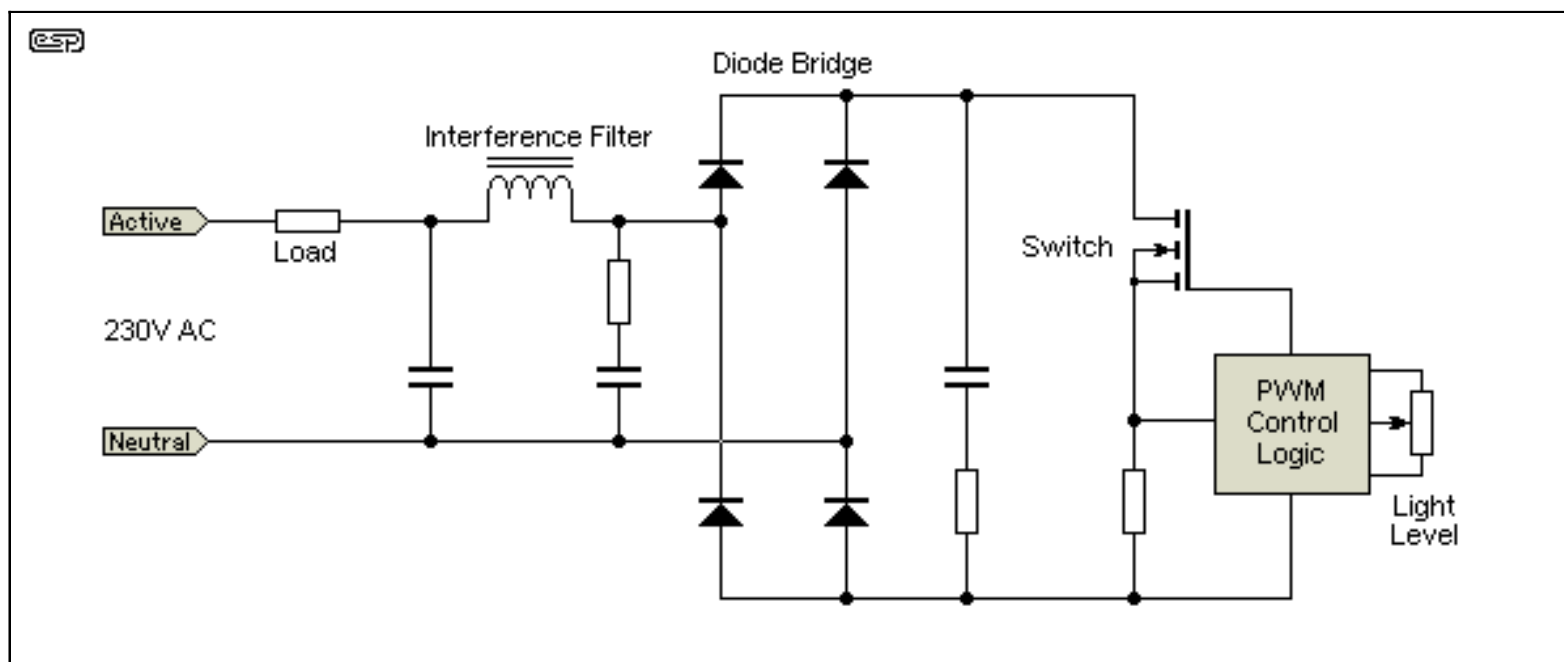 esp
Diode Bridge
Interference Filter
Active
Load
Switch
230V AC
PWM
Control
Logic
Neutral
Light
Level